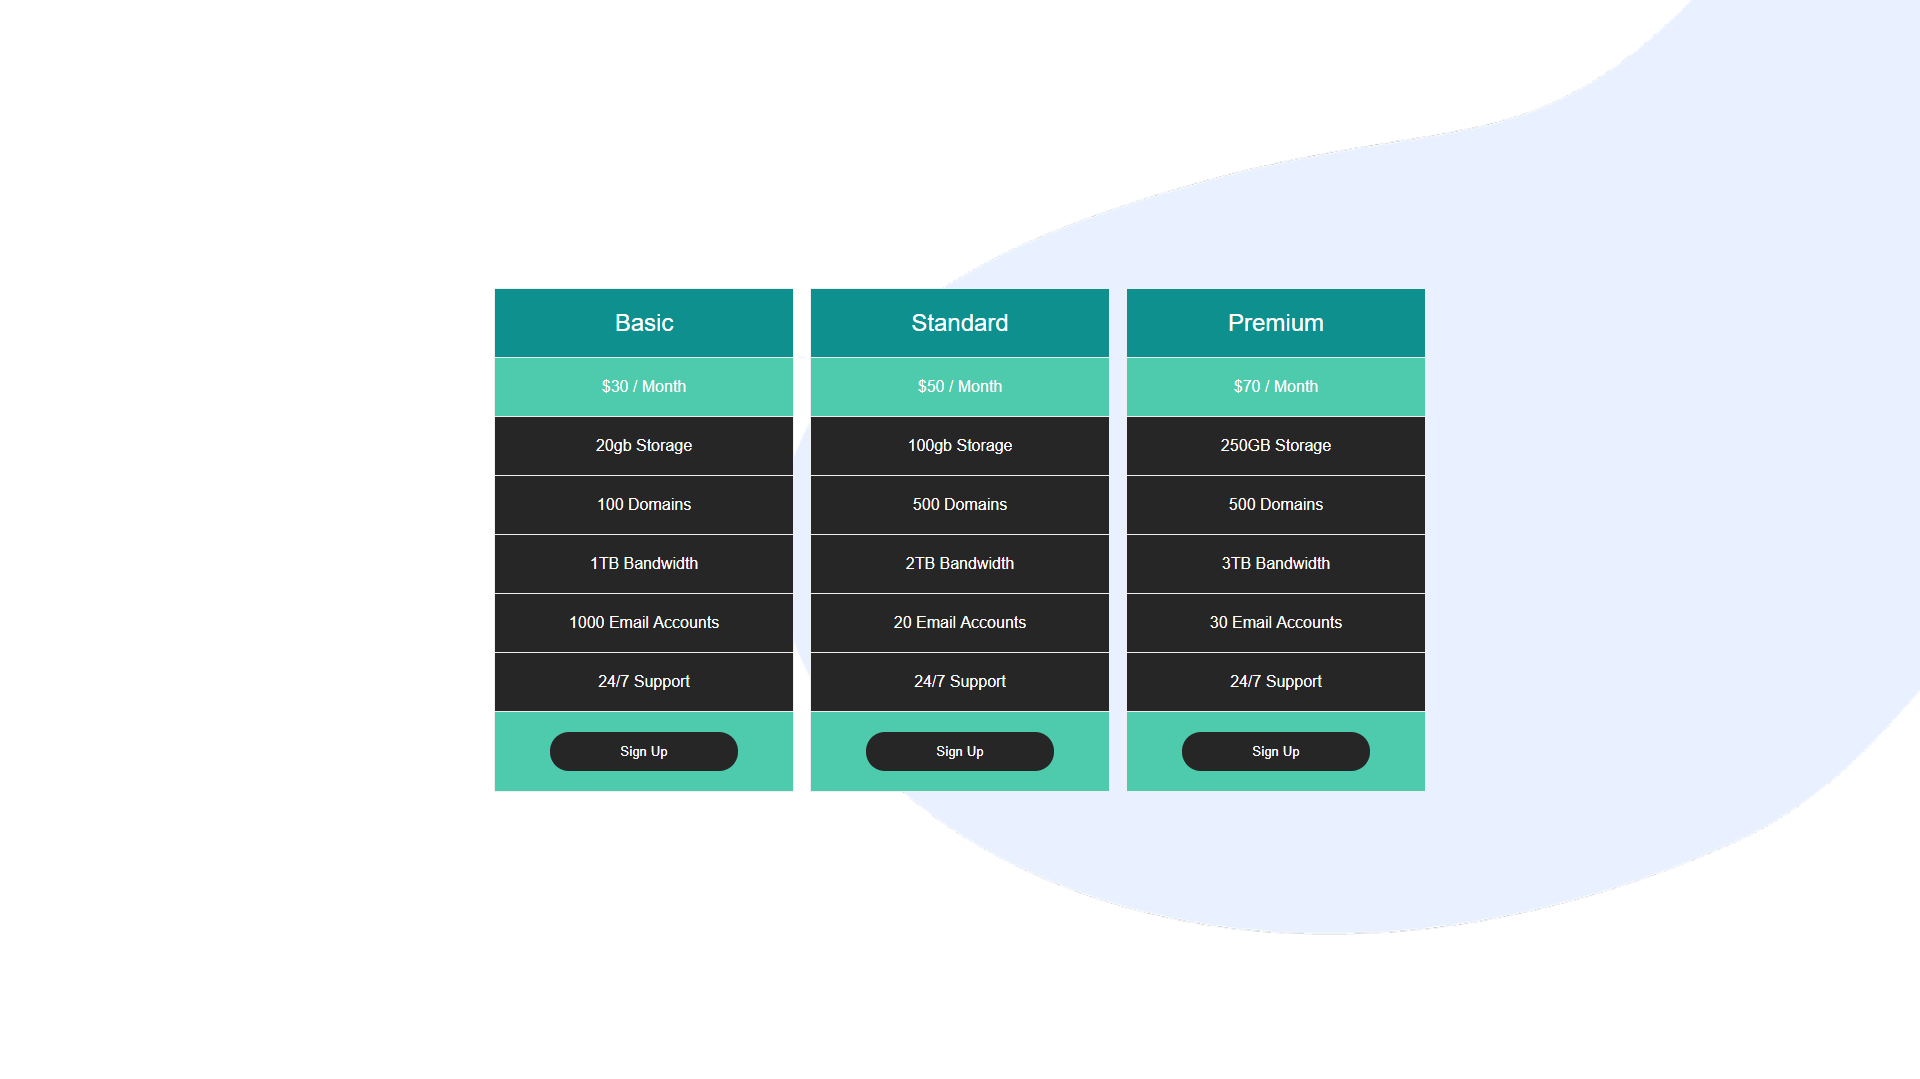 Basic
$30 / Month
20gb Storage
100 Domains
1TB Bandwidth
1000 Email Accounts
24/7 Support
Sign Up
Standard
$50 / Month
100gb Storage
500 Domains
2TB Bandwidth
20 Email Accounts
24/7 Support
Sign Up
Premium
$70 / Month
250GB Storage
500 Domains
3TB Bandwidth
30 Email Accounts
24/7 Support
Sign Up